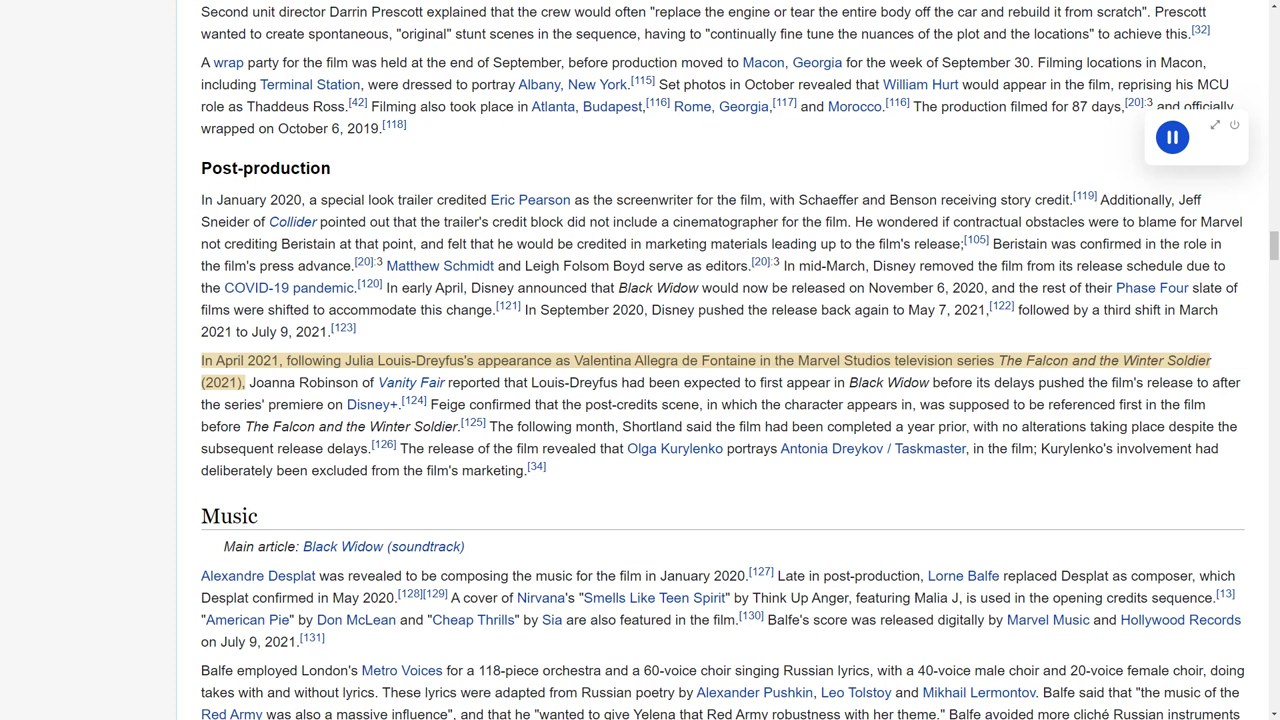 Second unit director Darrin Prescott explained that the crew would often "replace the engine or tear the entire body off the car and rebuild it from scratch". Prescott
wanted to create spontaneous, "original" stunt scenes in the sequence, having to "continually fine tune the nuances of the plot and the locations" to achieve this.[32]
A wrap party for the film was held at the end of September, before production moved to Macon, Georgia for the week of September 30. Filming locations in Macon,
including Terminal Station, were dressed to portray Albany, New York.[115] Set photos in October revealed that William Hurt would appear in the film, reprising his MCU
role as Thaddeus Ross.[42] Filming also took place in Atlanta, Budapest,[116] Rome, Georgia,[117] and Morocco.[116] The production filmed for 87 days,[20]:3 and officially
wrapped on October 6, 2019.[118]
Post-production
In January 2020, a special look trailer credited Eric Pearson as the screenwriter for the film, with Schaeffer and Benson receiving story credit.[119] Additionally, Jeff
Sneider of Collider pointed out that the trailer's credit block did not include a cinematographer for the film. He wondered if contractual obstacles were to blame for Marvel
not crediting Beristain at that point, and felt that he would be credited in marketing materials leading up to the film's release;[105] Beristain was confirmed in the role in
the film's press advance.[20]:3 Matthew Schmidt and Leigh Folsom Boyd serve as editors.[20]:3 In mid-March, Disney removed the film from its release schedule due to
the COVID-19 pandemic.[120] In early April, Disney announced that Black Widow would now be released on November 6, 2020, and the rest of their Phase Four slate of
films were shifted to accommodate this change.[121] In September 2020, Disney pushed the release back again to May 7, 2021,[122] followed by a third shift in March
2021 to July 9, 2021.[123]
In April 2021, following Julia Louis-Dreyfus's appearance as Valentina Allegra de Fontaine in the Marvel Studios television series The Falcon and the Winter Soldier
(2021), Joanna Robinson of Vanity Fair reported that Louis-Dreyfus had been expected to first appear in Black Widow before its delays pushed the film's release to after
the series' premiere on Disney+.[124] Feige confirmed that the post-credits scene, in which the character appears in, was supposed to be referenced first in the film
before The Falcon and the Winter Soldier.[125] The following month, Shortland said the film had been completed a year prior, with no alterations taking place despite the
subsequent release delays.[126] The release of the film revealed that Olga Kurylenko portrays Antonia Dreykov / Taskmaster, in the film; Kurylenko's involvement had
deliberately been excluded from the film's marketing.[34]
Music
Main article: Black Widow (soundtrack)
Alexandre Desplat was revealed to be composing the music for the film in January 2020.[127] Late in post-production, Lorne Balfe replaced Desplat as composer, which
Desplat confirmed in May 2020.[128][129] A cover of Nirvana's "Smells Like Teen Spirit" by Think Up Anger, featuring Malia J, is used in the opening credits sequence.[13]
"American Pie" by Don McLean and "Cheap Thrills" by Sia are also featured in the film.[130] Balfe's score was released digitally by Marvel Music and Hollywood Records
on July 9, 2021.[131]
Balfe employed London's Metro Voices for a 118-piece orchestra and a 60-voice choir singing Russian lyrics, with a 40-voice male choir and 20-voice female choir, doing
takes with and without lyrics. These lyrics were adapted from Russian poetry by Alexander Pushkin, Leo Tolstoy and Mikhail Lermontov. Balfe said that "the music of the
Red Army was also a massive influence", and that he "wanted to give Yelena that Red Army robustness with her theme." Balfe avoided more cliché Russian instruments